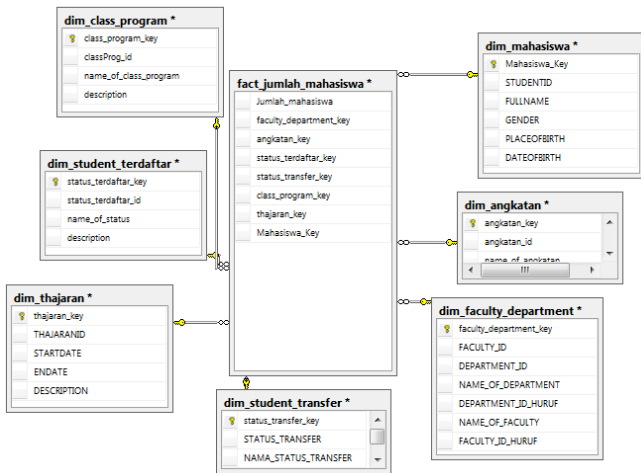 dim_class_program *
class_program_key
classProg_id
name_of_class_program
description
dim_student_terdaftar *
status_terdaftar_key
status_terdaftar_id
name_of_status
description
dim_thajaran *
thajaran_key
THAJARANID
STARTDATE
ENDATE
DESCRIPTION
fact_jumlah_mahasiswa *
Jumlah_mahasiswa
faculty_department_key
angkatan_key
status_terdaftar_key
status_transfer_key
class_program_key
thajaran_key
Mahasiswa_Key
dim_student_transfer *
status_transfer_key
STATUS_TRANSFER
NAMA_STATUS_TRANSFER
dim_mahasiswa *
Mahasiswa_Key
STUDENTID
FULLNAME
GENDER
PLACEOFBIRTH
DATEOFBIRTH
dim_angkatan *
angkatan_key
angkatan_id
name_of_angkatan
dim_faculty_department *
faculty_department_key
FACULTY_ID
DEPARTMENT_ID
NAME_OF_DEPARTMENT
DEPARTMENT_ID_HURUF
NAME_OF_FACULTY
FACULTY_ID_HURUF